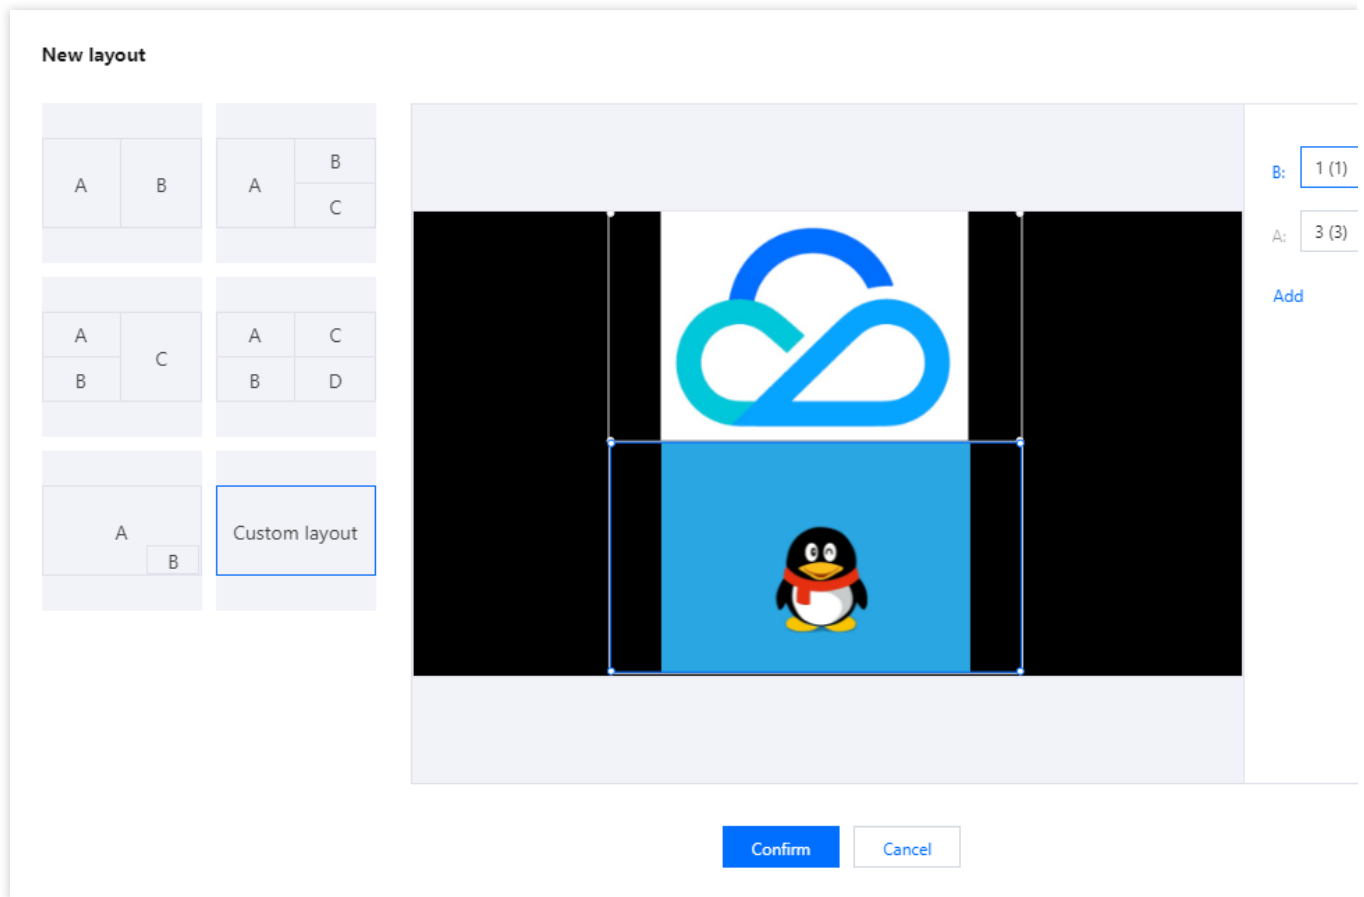 New layout
A
B
A
B
C
A
B
C
A
C
B
D
A
B
Custom layout
B:
1 (1)
A:
3 (3)
Add
Confirm
Cancel